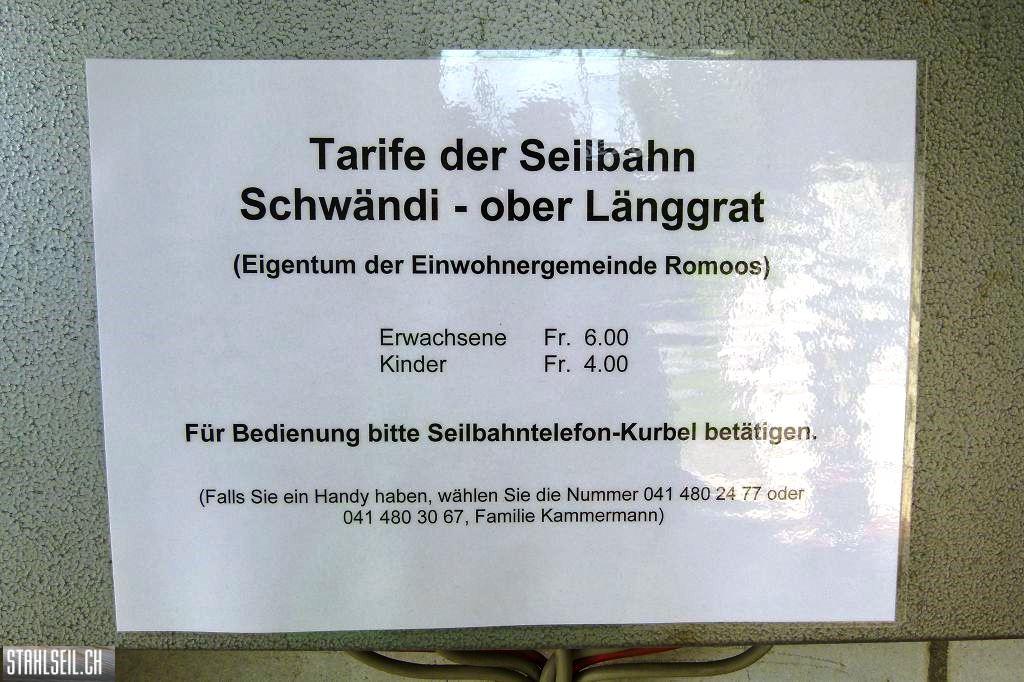 Tarife der Seilbahn
Schwändi - ober Länggrat
(Eigentum der Einwohnergemeinde Romoos)
Erwachsene Fr. 6.00
Kinder Fr. 4.00
Für Bedienung bitte Seilbahntelefon-Kurbel betätigen.
(Falls Sie ein Handy haben, wählen Sie die Nummer 041 480 24 77 oder
041 480 30 67, Familie Kammermann)
STAHLSEIL.CH